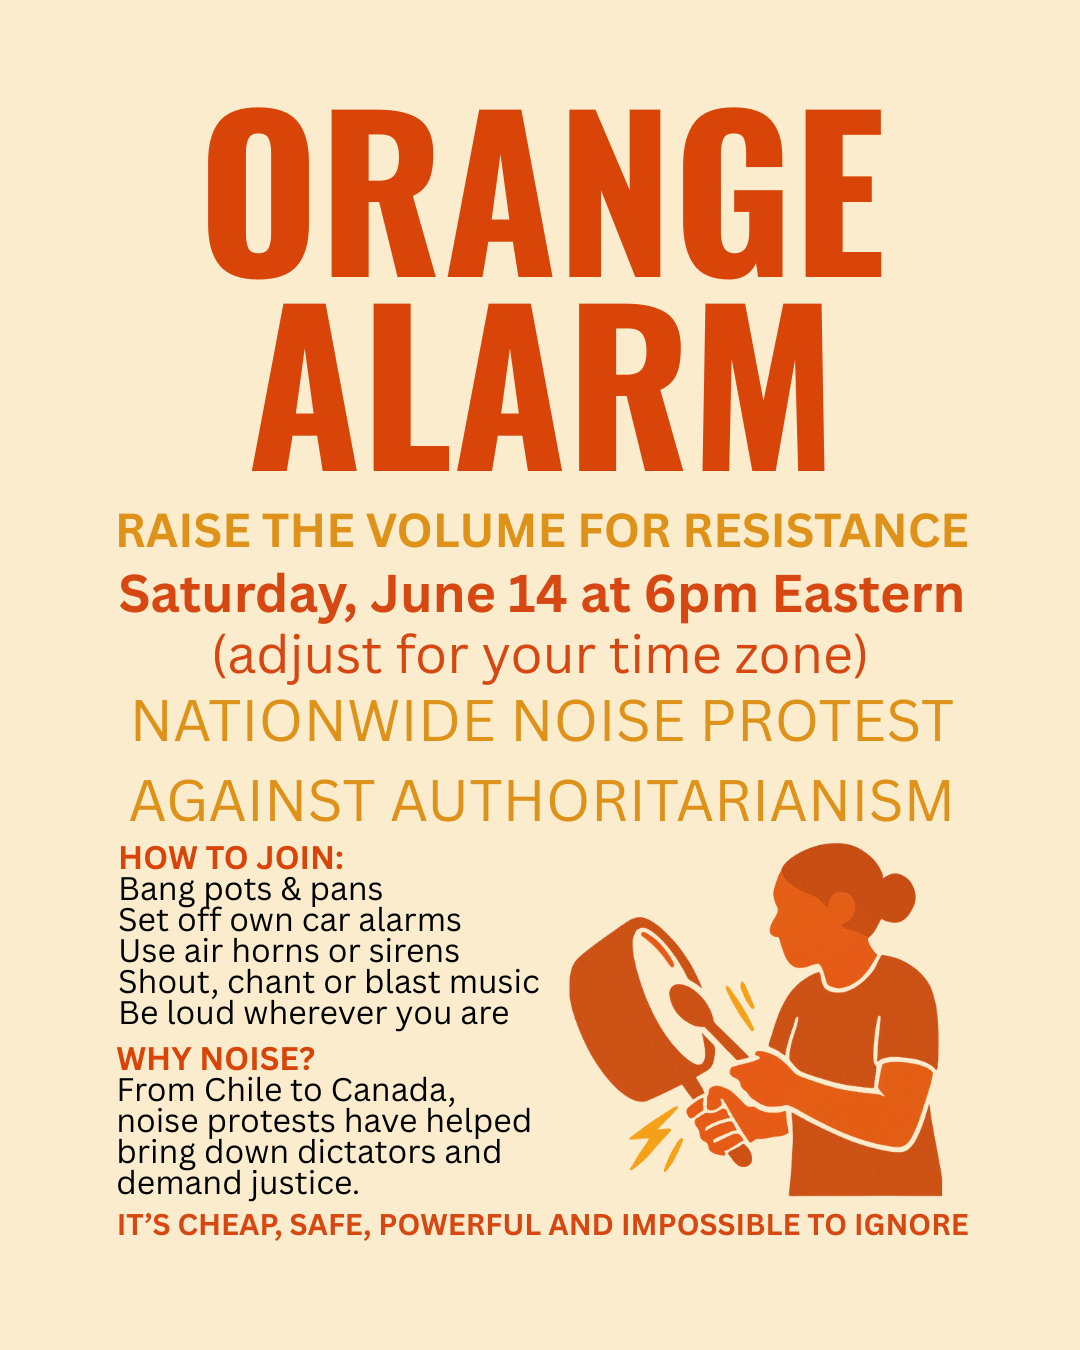 ORANGE
ALARM
RAISE THE VOLUME FOR RESISTANCE
Saturday, June 14 at 6pm Eastern
(adjust for your time zone)
NATIONWIDE NOISE PROTEST
AGAINST AUTHORITARIANISM
HOW TO JOIN:
Bang pots & pans
Set off own car alarms
Use air horns or sirens
Shout, chant or blast music
Be loud wherever you are
WHY NOISE?
From Chile to Canada,
noise protests have helped
bring down dictators and
demand justice.
IT’S CHEAP, SAFE, POWERFUL AND IMPOSSIBLE TO IGNORE